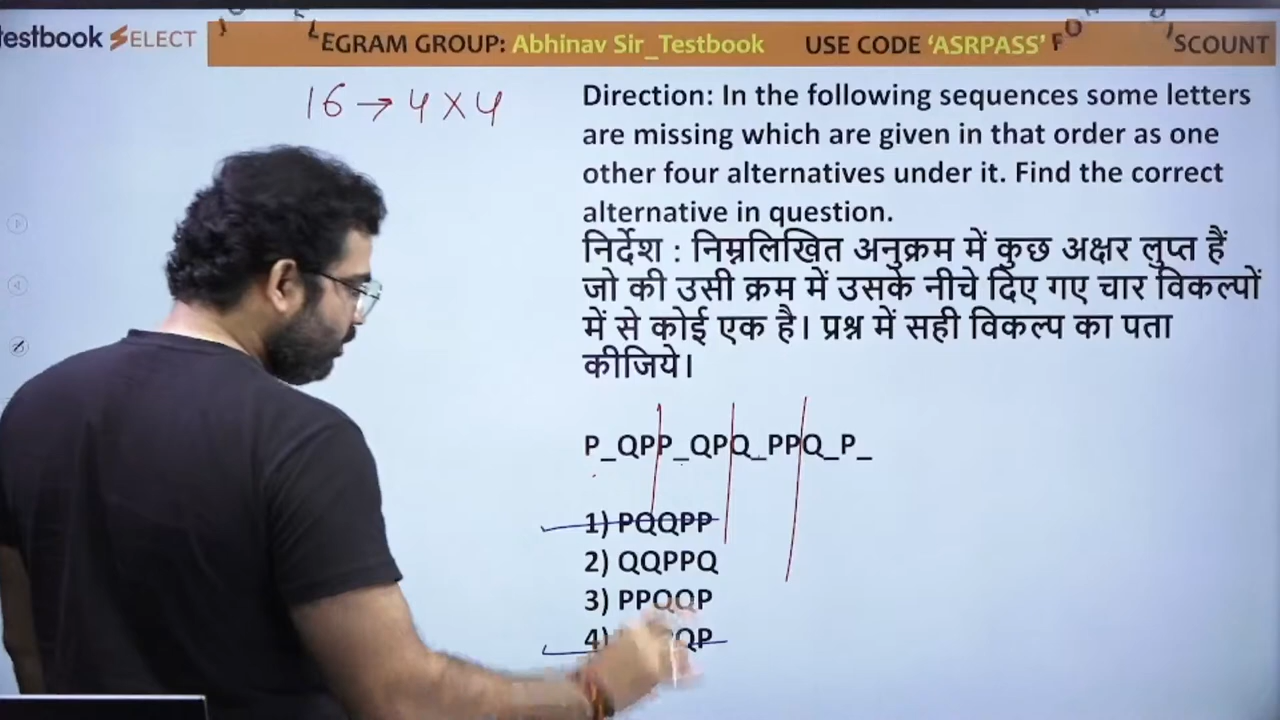 testbook SELECT
EGRAM GROUP: Abhinav Sir_Testbook USE CODE ‘ASRPASS’ SCOUNT
16 → 4 X 4
Direction: In the following sequences some letters
are missing which are given in that order as one
other four alternatives under it. Find the correct
alternative in question.
निर्देश : निम्नलिखित अनुक्रम में कुछ अक्षर लुप्त हैं
जो की उसी क्रम में उसके नीचे दिए गए चार विकल्पों
में से कोई एक है। प्रश्न में सही विकल्प का पता
कीजिये।
P_QPP_QPQ_PPQ_P_
1) PQQPP
2) QQPPQ
3) PPQQP
4) QP